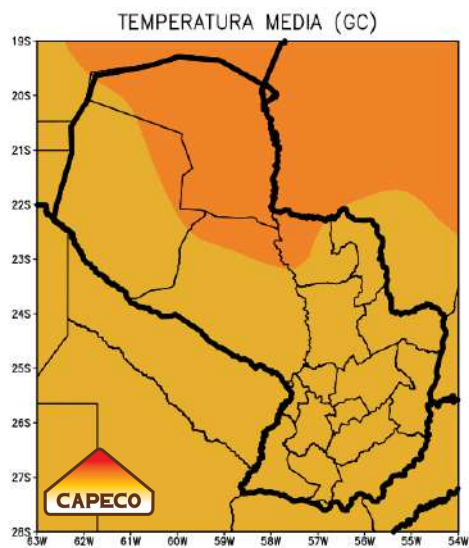 TEMPERATURA MEDIA (GC)
19S
20S
21S
22S
23S
24S
25S
26S
27S
28S
CAPECO
63W 62W 61W 60W 59W 58W 57W 56W 55W 54W